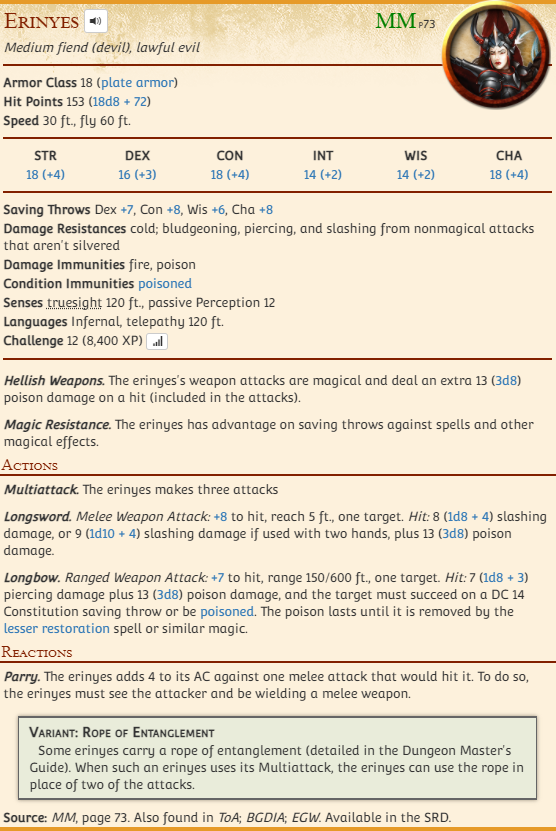 Erinyes MM p73
Medium fiend (devil), lawful evil
Armor Class 18 (plate armor)
Hit Points 153 (18d8 + 72)
Speed 30 ft., fly 60 ft.
STR DEX CON INT WIS CHA
18 (+4) 16 (+3) 18 (+4) 14 (+2) 14 (+2) 18 (+4)
Saving Throws Dex +7, Con +8, Wis +6, Cha +8
Damage Resistances cold; bludgeoning, piercing, and slashing from nonmagical attacks
that aren't silvered
Damage Immunities fire, poison
Condition Immunities poisoned
Senses truesight 120 ft., passive Perception 12
Languages Infernal, telepathy 120 ft.
Challenge 12 (8,400 XP)
Hellish Weapons. The erinyes's weapon attacks are magical and deal an extra 13 (3d8)
poison damage on a hit (included in the attacks).
Magic Resistance. The erinyes has advantage on saving throws against spells and other
magical effects.
Actions
Multiattack. The erinyes makes three attacks
Longsword. Melee Weapon Attack: +8 to hit, reach 5 ft., one target. Hit: 8 (1d8 + 4) slashing
damage, or 9 (1d10 + 4) slashing damage if used with two hands, plus 13 (3d8) poison
damage.
Longbow. Ranged Weapon Attack: +7 to hit, range 150/600 ft., one target. Hit: 7 (1d8 + 3)
piercing damage plus 13 (3d8) poison damage, and the target must succeed on a DC 14
Constitution saving throw or be poisoned. The poison lasts until it is removed by the
lesser restoration spell or similar magic.
Reactions
Parry. The erinyes adds 4 to its AC against one melee attack that would hit it. To do so,
the erinyes must see the attacker and be wielding a melee weapon.
Variant: Rope of Entanglement
Some erinyes carry a rope of entanglement (detailed in the Dungeon Master's
Guide). When such an erinyes uses its Multiattack, the erinyes can use the rope in
place of two of the attacks.
Source: MM, page 73. Also found in ToA; BGDIA; EGW. Available in the SRD.